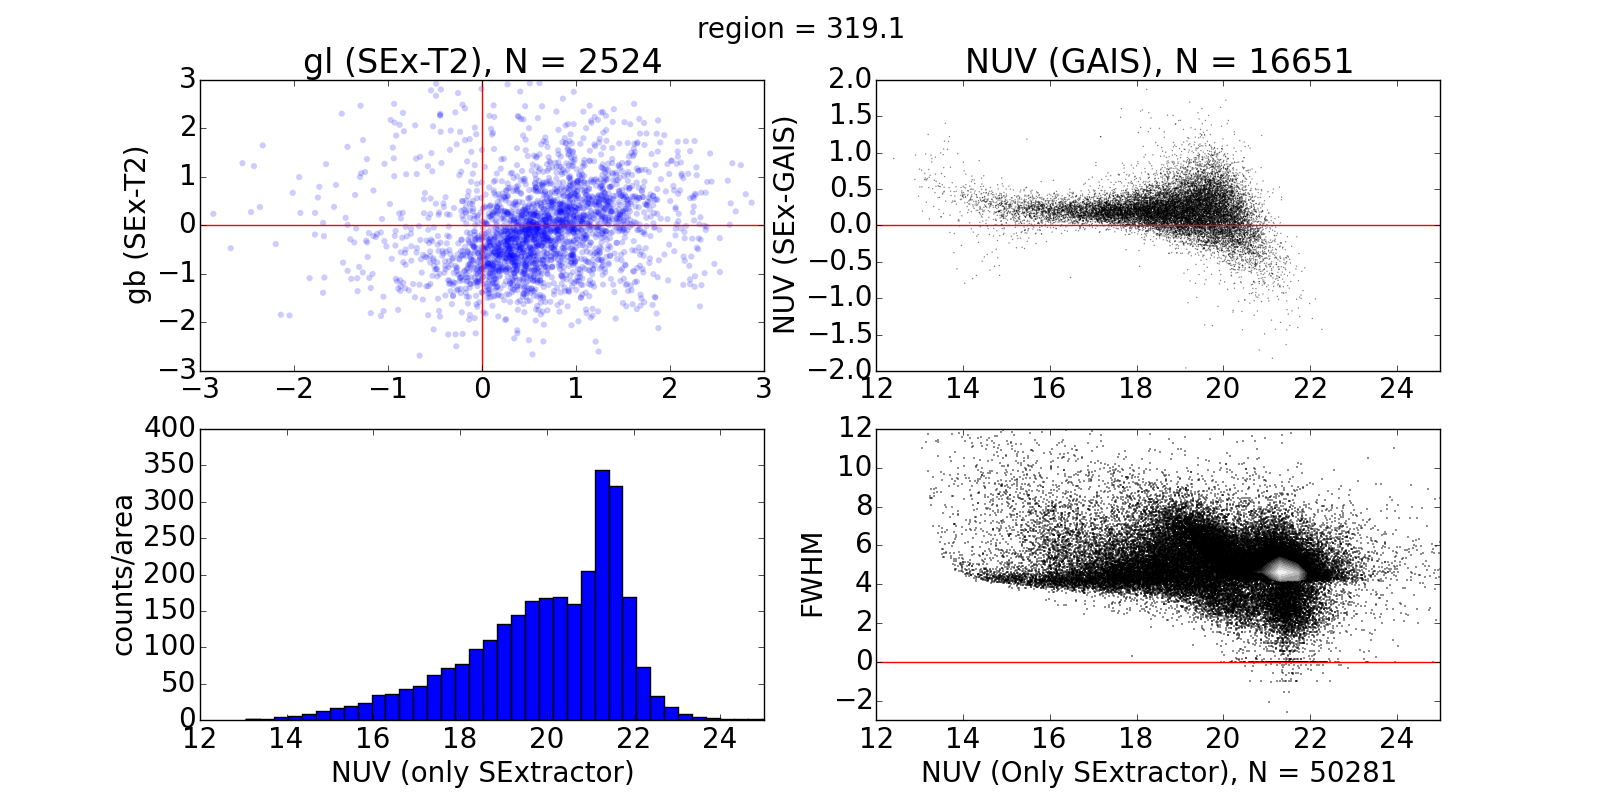 region = 319.1
gl (SEx-T2), N = 2524
NUV (GAIS), N = 16651
3
2
1
0
−1
−2
−3
gb (SEx-T2)
−3 −2 −1 0 1 2 3
2.0
1.5
1.0
0.5
0.0
−0.5
−1.0
−1.5
−2.0
NUV (SEx-GAIS)
12 14 16 18 20 22 24
400
350
300
250
200
150
100
50
0
counts/area
12 14 16 18 20 22 24
NUV (only SExtractor)
12
10
8
6
4
2
0
−2
FWHM
12 14 16 18 20 22 24
NUV (Only SExtractor), N = 50281